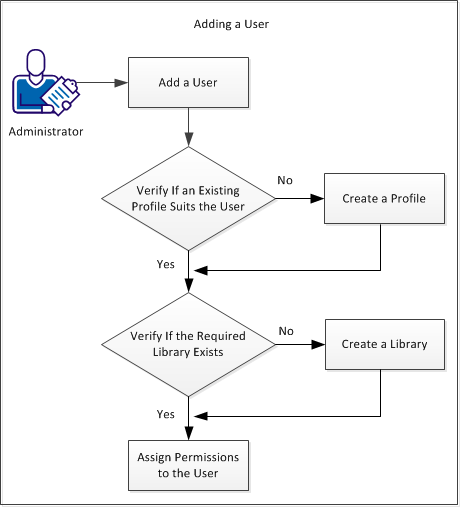 Adding a User
Add a User
Administrator
Verify If an Existing
Profile Suits the User
No
Create a Profile
Yes
Verify If the Required
Library Exists
No
Create a Library
Yes
Assign Permissions
to the User